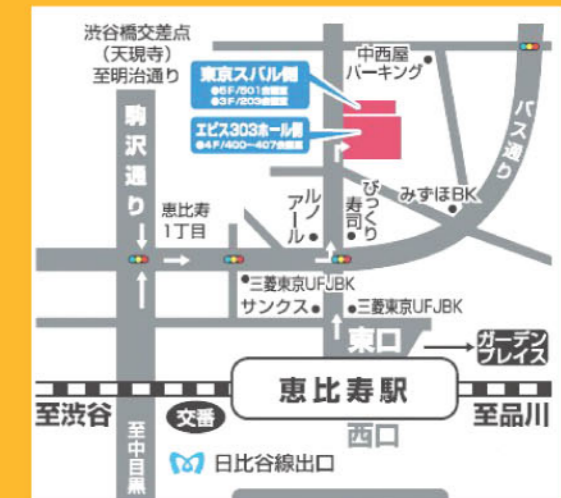 渋谷橋交差点
(天現寺)
至明治通り
中西屋
パーキング
東京スバル側
●5F/501会議室
●3F/203会議室
エビス303ホール側
●4F/400~407会議室
バス通り
駒沢通り
恵比寿
1丁目
ルノ
アール
びっくり
寿司
みずほBK
三菱東京UFJBK
サンクス
三菱東京UFJBK
東口
ガーデン
プレイス
恵比寿駅
至渋谷
交番
西口
至品川
至中目黒
日比谷線出口